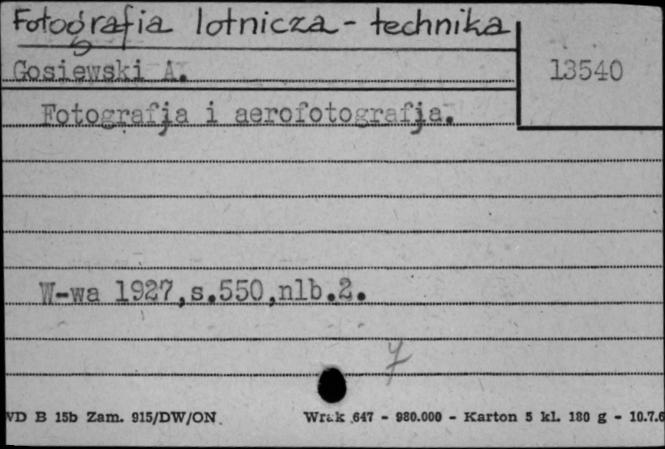 Fotografia lotnicza - technika
Gosiewski A.
13540
Fotografja i aerofotografja.
W-wa 1927,s.550,nlb.2.
7
WD B 15b Zam. 915/DW/ON. Wrak 647 - 980.000 - Karton 5 kl. 180 g - 10.7.6